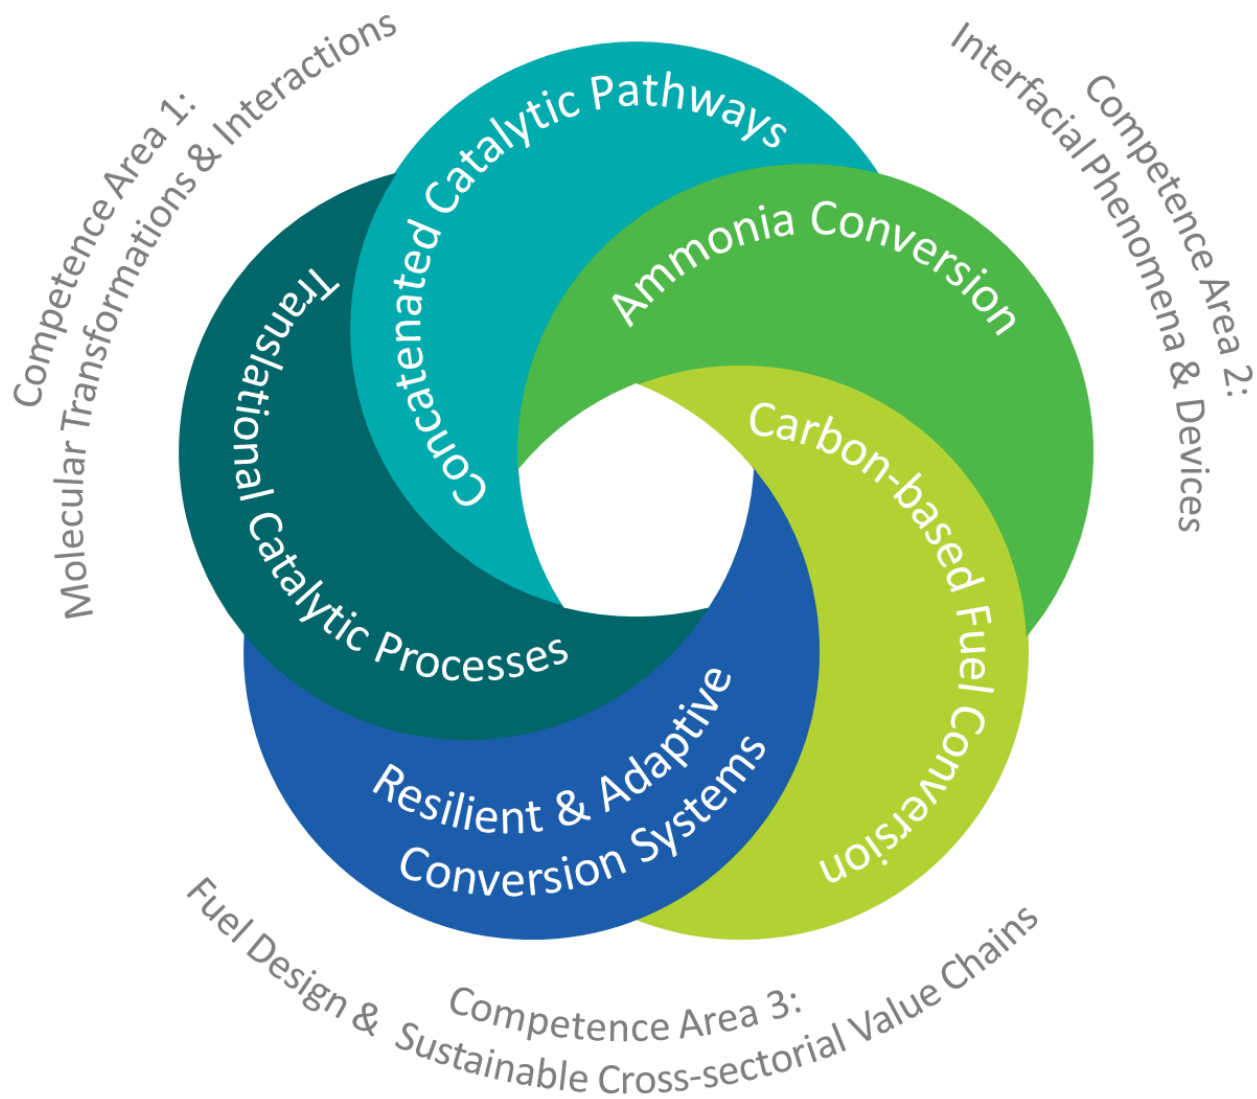 Competence Area 1:
Molecular Transformations & Interactions
Competence Area 2:
Interfacial Phenomena & Devices
Concatenated Catalytic Pathways
Ammonia Conversion
Carbon-based Fuel Conversion
Translational Catalytic Processes
Resilient & Adaptive
Conversion Systems
Competence Area 3:
Fuel Design & Sustainable Cross-sectorial Value Chains